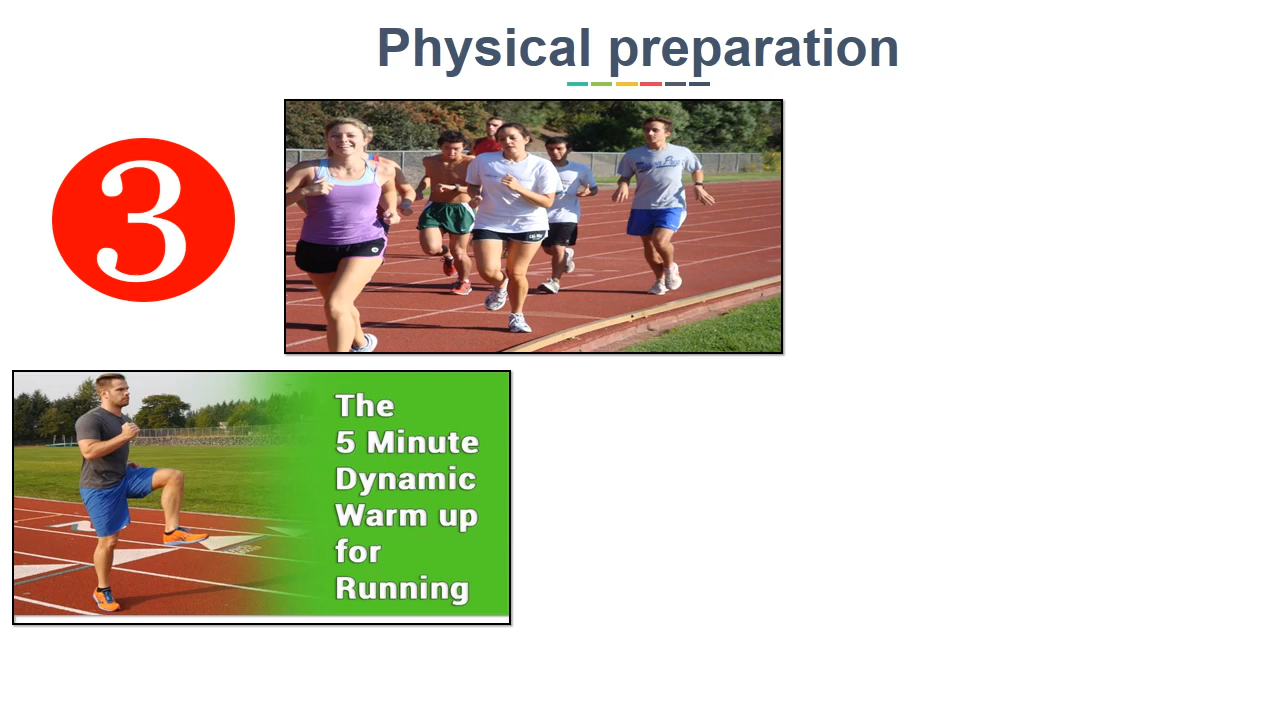 Physical preparation
3
The
5 Minute
Dynamic
Warm up
for
Running